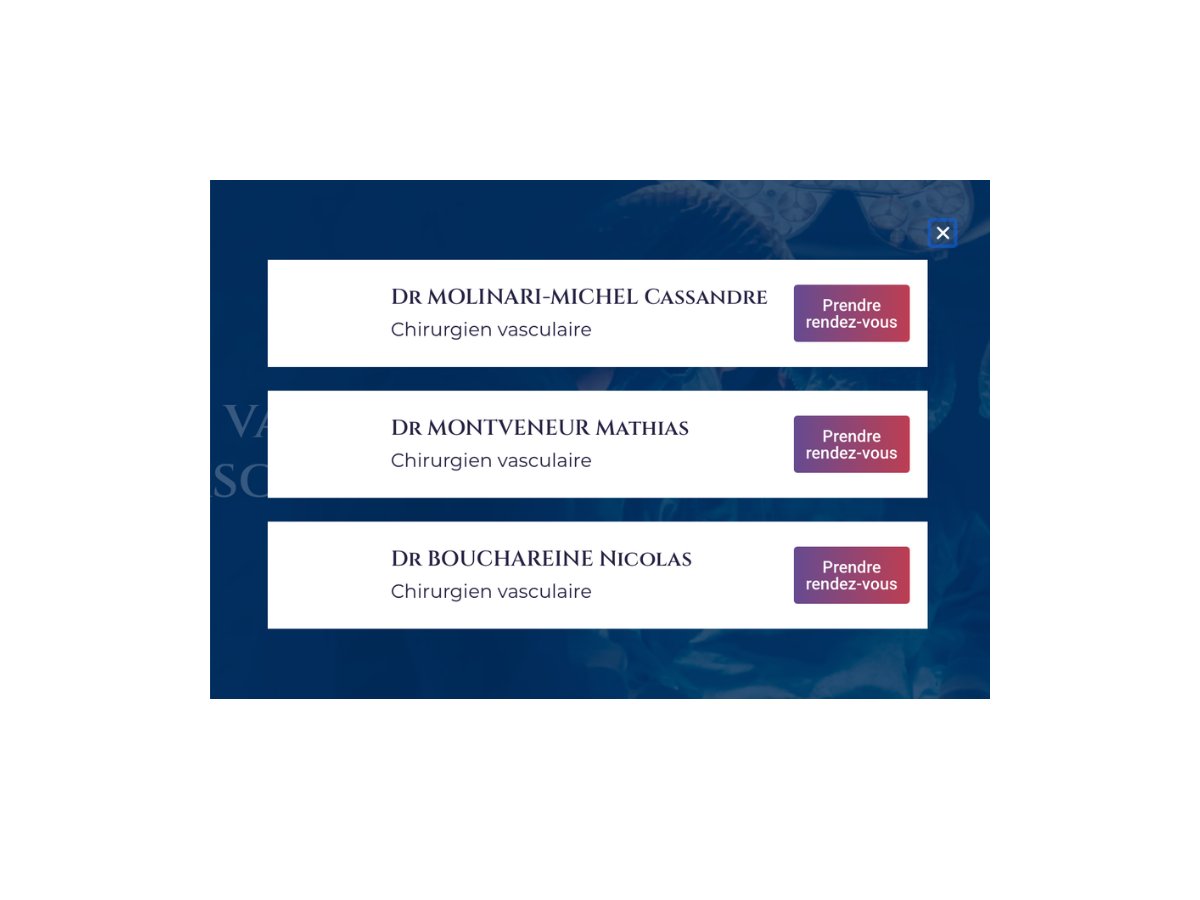 Dr MOLINARI-MICHEL Cassandre
Chirurgien vasculaire
Prendre
rendez-vous
Dr MONTVENEUR Mathias
Chirurgien vasculaire
Prendre
rendez-vous
Dr BOUCHAREINE Nicolas
Chirurgien vasculaire
Prendre
rendez-vous